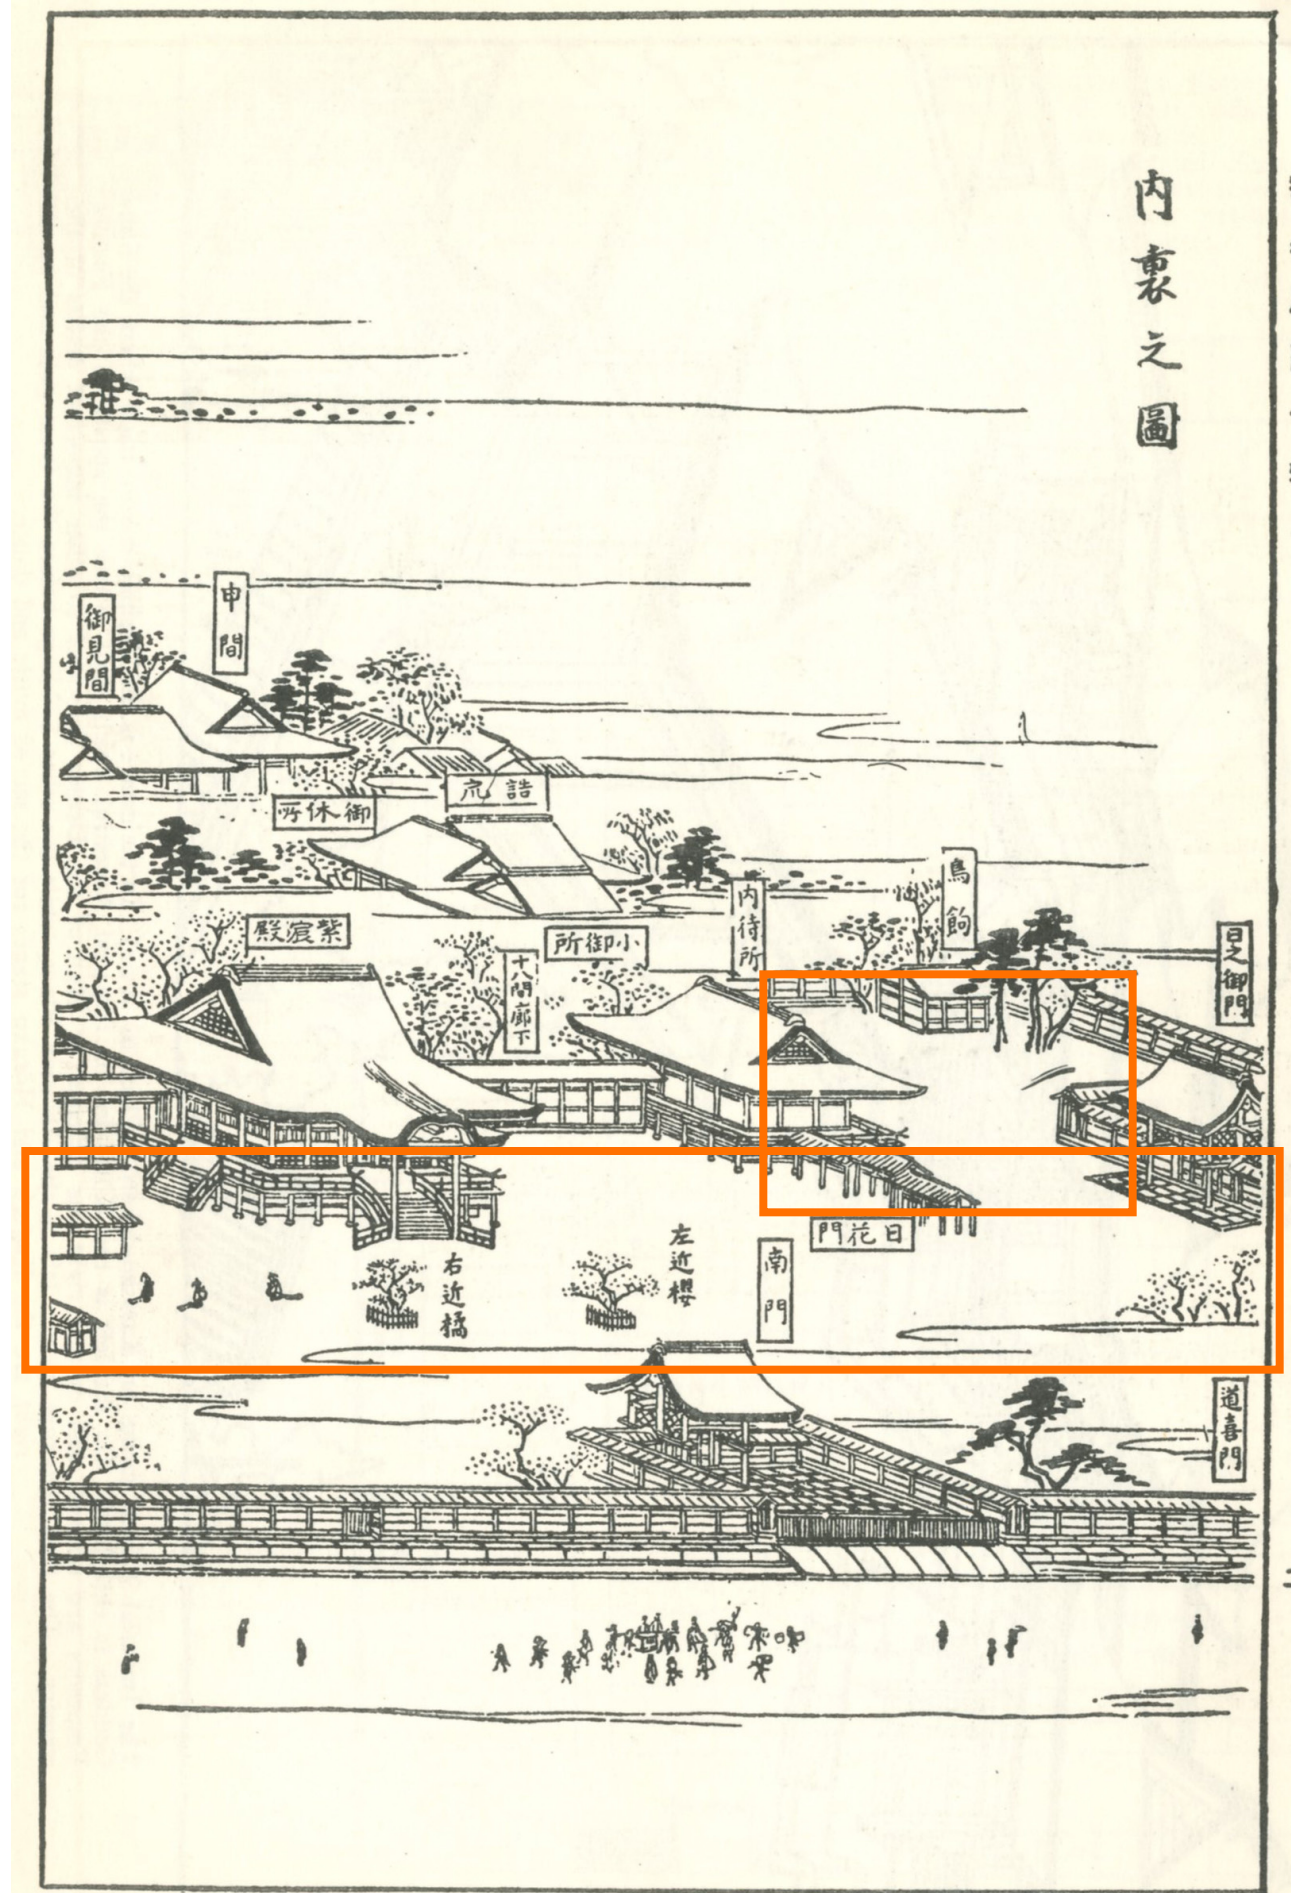 内裏之圖
申間
御見間
詰所
御休所
鳥飼
内待所
日之御門
小御所
紫宸殿
十八間廊下
日花門
左近櫻
南門
右近橘
道喜門